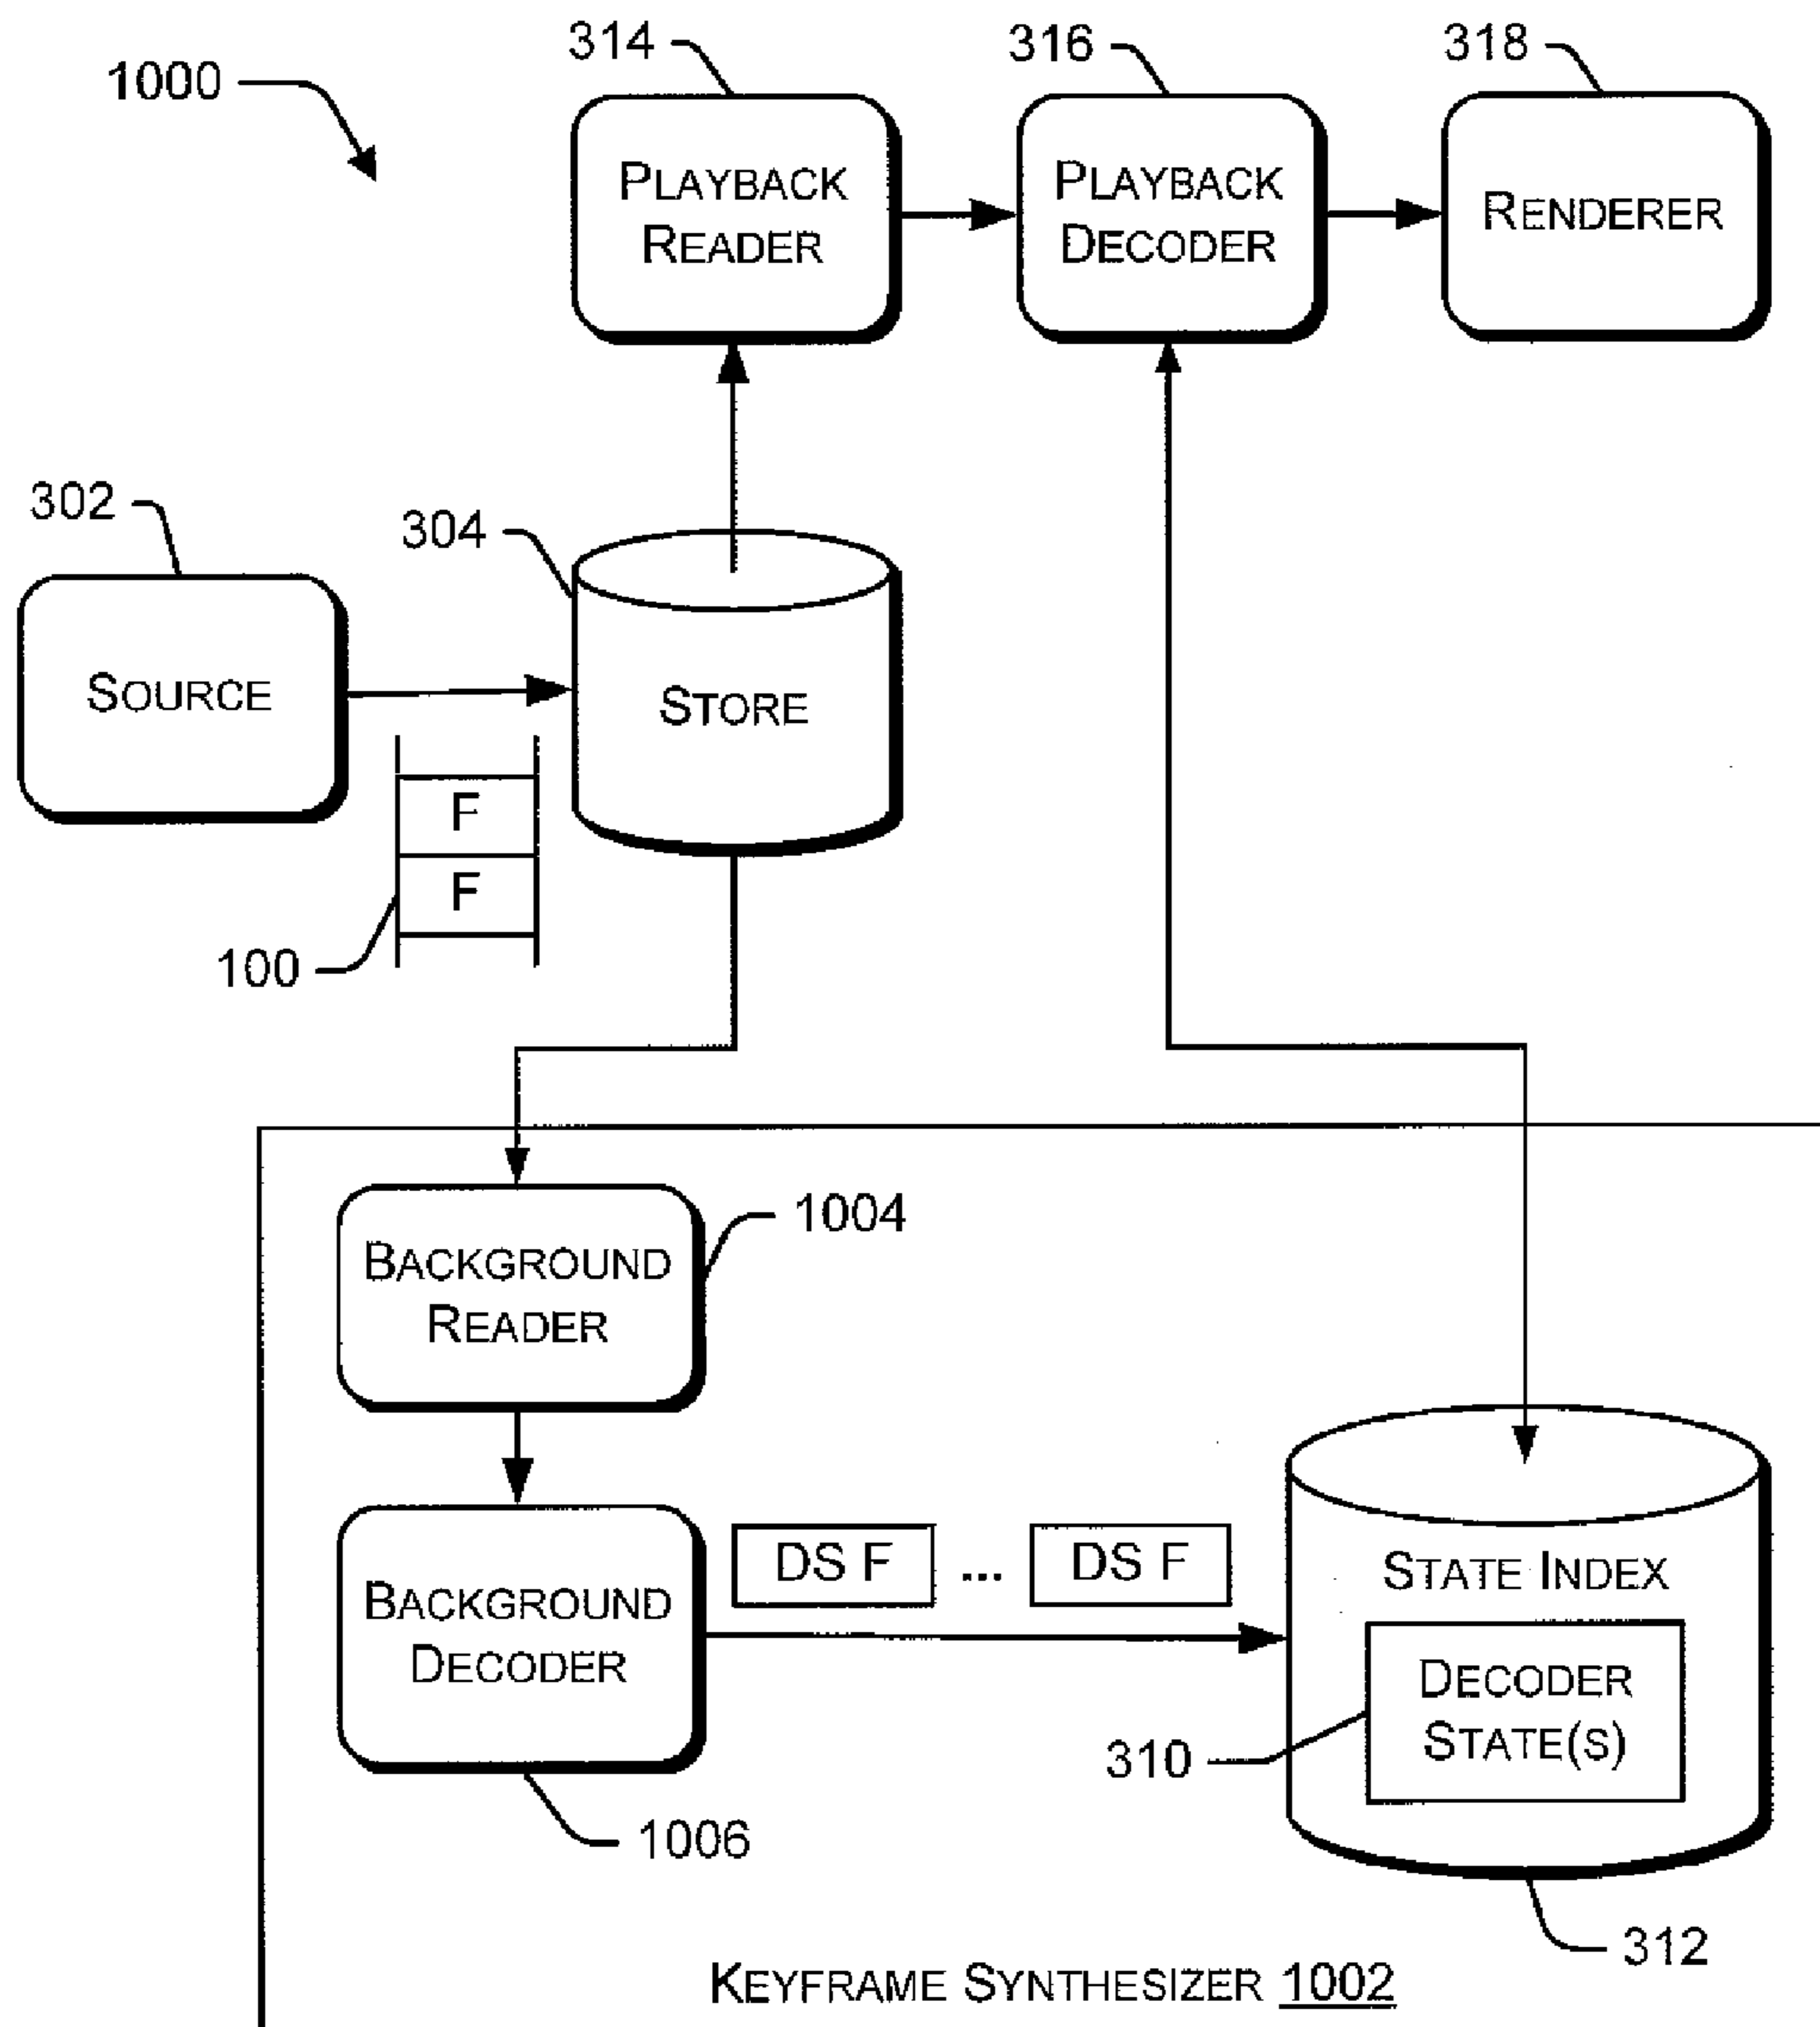 314
316
318
1000
PLAYBACK
READER
PLAYBACK
DECODER
RENDERER
302
304
SOURCE
STORE
F
F
100
1004
BACKGROUND
READER
BACKGROUND
DECODER
DS F ... DS F
STATE INDEX
DECODER
STATE(S)
310
1006
312
KEYFRAME SYNTHESIZER 1002